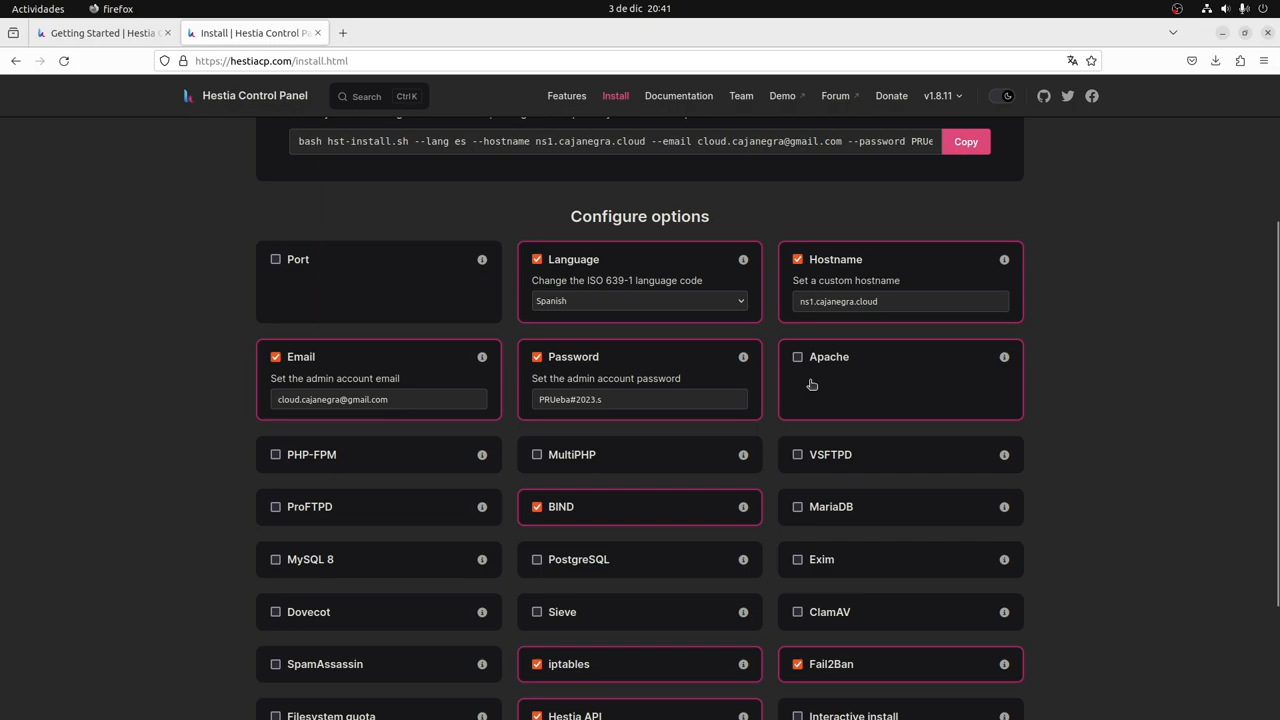 Actividades
firefox
3 de dic 20:41
Getting Started | Hestia C
Install | Hestia Control Pa
https://hestiacp.com/install.html
Hestia Control Panel
Search
Ctrl K
Features
Install
Documentation
Team
Demo
Forum
Donate
v1.8.11
bash hst-install.sh --lang es --hostname ns1.cajanegra.cloud --email cloud.cajanegra@gmail.com --password PRUe
Copy
Configure options
Port
Language
Change the ISO 639-1 language code
Spanish
Hostname
Set a custom hostname
ns1.cajanegra.cloud
Email
Set the admin account email
cloud.cajanegra@gmail.com
Password
Set the admin account password
PRUeba#2023.s
Apache
PHP-FPM
MultiPHP
VSFTPD
ProFTPD
BIND
MariaDB
MySQL 8
PostgreSQL
Exim
Dovecot
Sieve
ClamAV
SpamAssassin
iptables
Fail2Ban
Filesystem quota
Hestia API
Interactive install